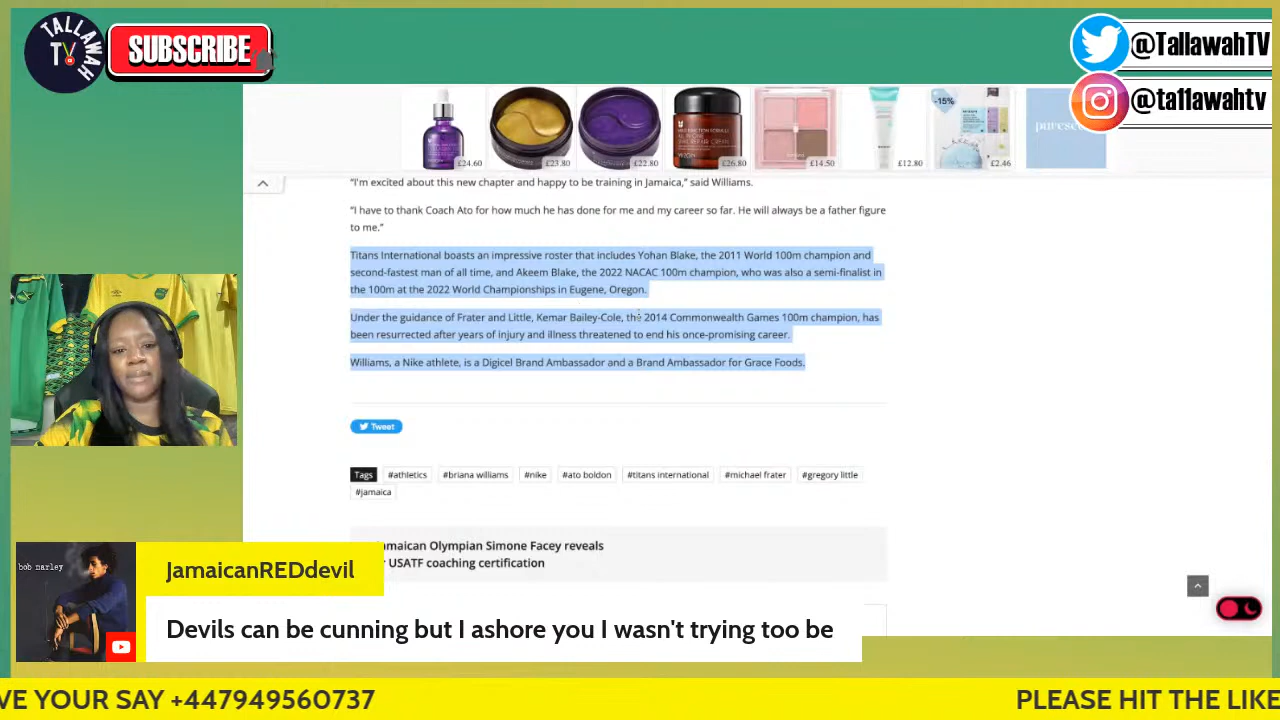 TALLAWAH
TV
SUBSCRIBE
@TallawahTV
@ta11awahtv
£24.60
£23.80
£22.80
£26.80
£14.50
£12.80
-15%
£2.46
"I'm excited about this new chapter and happy to be training in Jamaica," said Williams.
"I have to thank Coach Ato for how much he has done for me and my career so far. He will always be a father figure
to me."
Titans International boasts an impressive roster that includes Yohan Blake, the 2011 World 100m champion and
second-fastest man of all time, and Akeem Blake, the 2022 NACAC 100m champion, who was also a semi-finalist in
the 100m at the 2022 World Championships in Eugene, Oregon.
Under the guidance of Frater and Little, Kemar Bailey-Cole, the 2014 Commonwealth Games 100m champion, has
been resurrected after years of injury and illness threatened to end his once-promising career.
Williams, a Nike athlete, is a Digicel Brand Ambassador and a Brand Ambassador for Grace Foods.
Tweet
Tags #athletics #briana williams #nike #ato boldon #titans international #michael frater #gregory little
#jamaica
amaican Olympian Simone Facey reveals
r USATF coaching certification
bob marley
JamaicanREDdevil
Devils can be cunning but I ashore you I wasn't trying too be
VE YOUR SAY +447949560737
PLEASE HIT THE LIKE